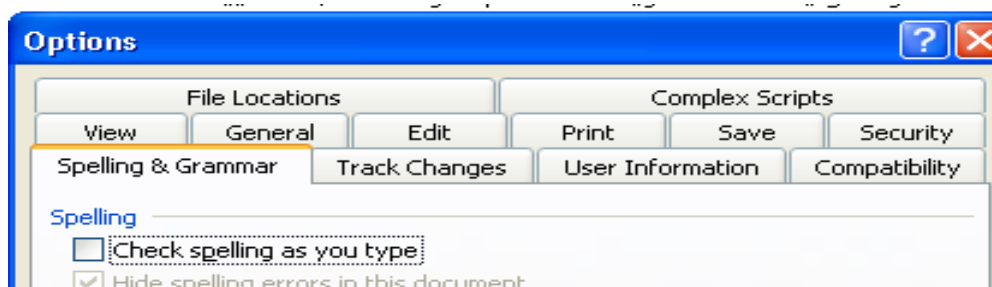 Options
File Locations Complex Scripts
View General Edit Print Save Security
Spelling & Grammar Track Changes User Information Compatibility
Spelling
Check spelling as you type
Hide spelling errors in this document